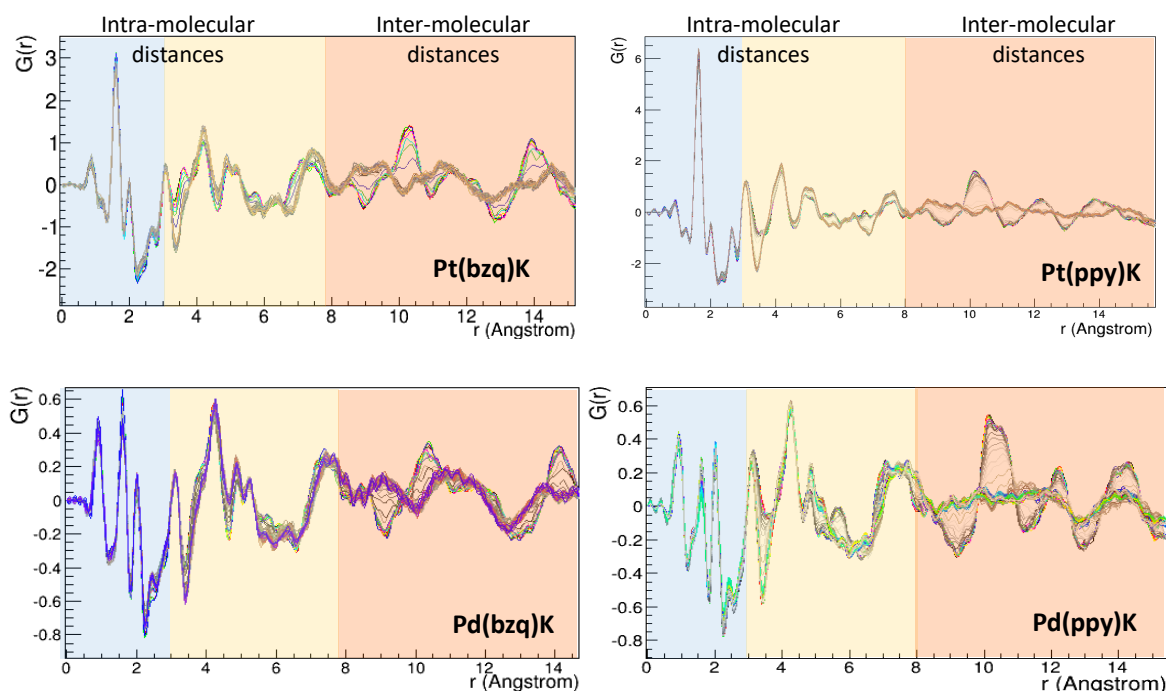 Intra-molecular distances
Inter-molecular distances
G(r)
3
2
1
0
-1
-2
0 2 4 6 8 10 12 14
r (Angstrom)
Pt(bzq)K
Intra-molecular distances
Inter-molecular distances
G(r)
6
4
2
0
-2
0 2 4 6 8 10 12 14
r (Angstrom)
Pt(ppy)K
G(r)
0.6
0.4
0.2
0
-0.2
-0.4
-0.6
-0.8
0 2 4 6 8 10 12 14
r (Angstrom)
Pd(bzq)K
G(r)
0.6
0.4
0.2
0
-0.2
-0.4
-0.6
-0.8
0 2 4 6 8 10 12 14
r (Angstrom)
Pd(ppy)K